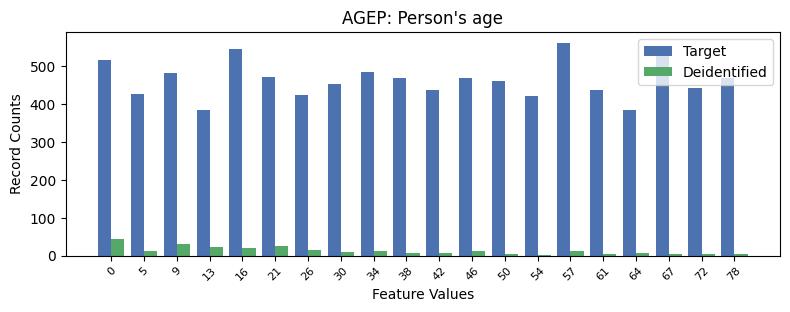 AGEP: Person's age
Target
Deidentified
Record Counts
500
400
300
200
100
0
0 5 9 13 16 21 26 30 34 38 42 46 50 54 57 61 64 67 72 78
Feature Values